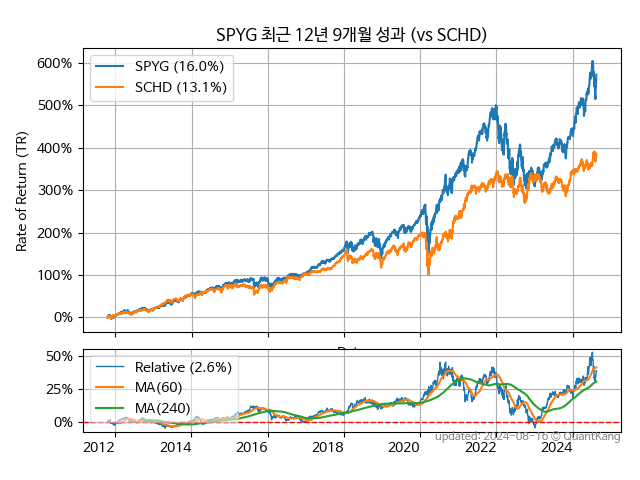 SPYG 최근 12년 9개월 성과 (vs SCHD)
Rate of Return (TR)
600%
500%
400%
300%
200%
100%
0%
SPYG (16.0%)
SCHD (13.1%)
50%
25%
0%
Relative (2.6%)
MA(60)
MA(240)
2012 2014 2016 2018 2020 2022 2024
updated: 2024-08-16 © QuantKang